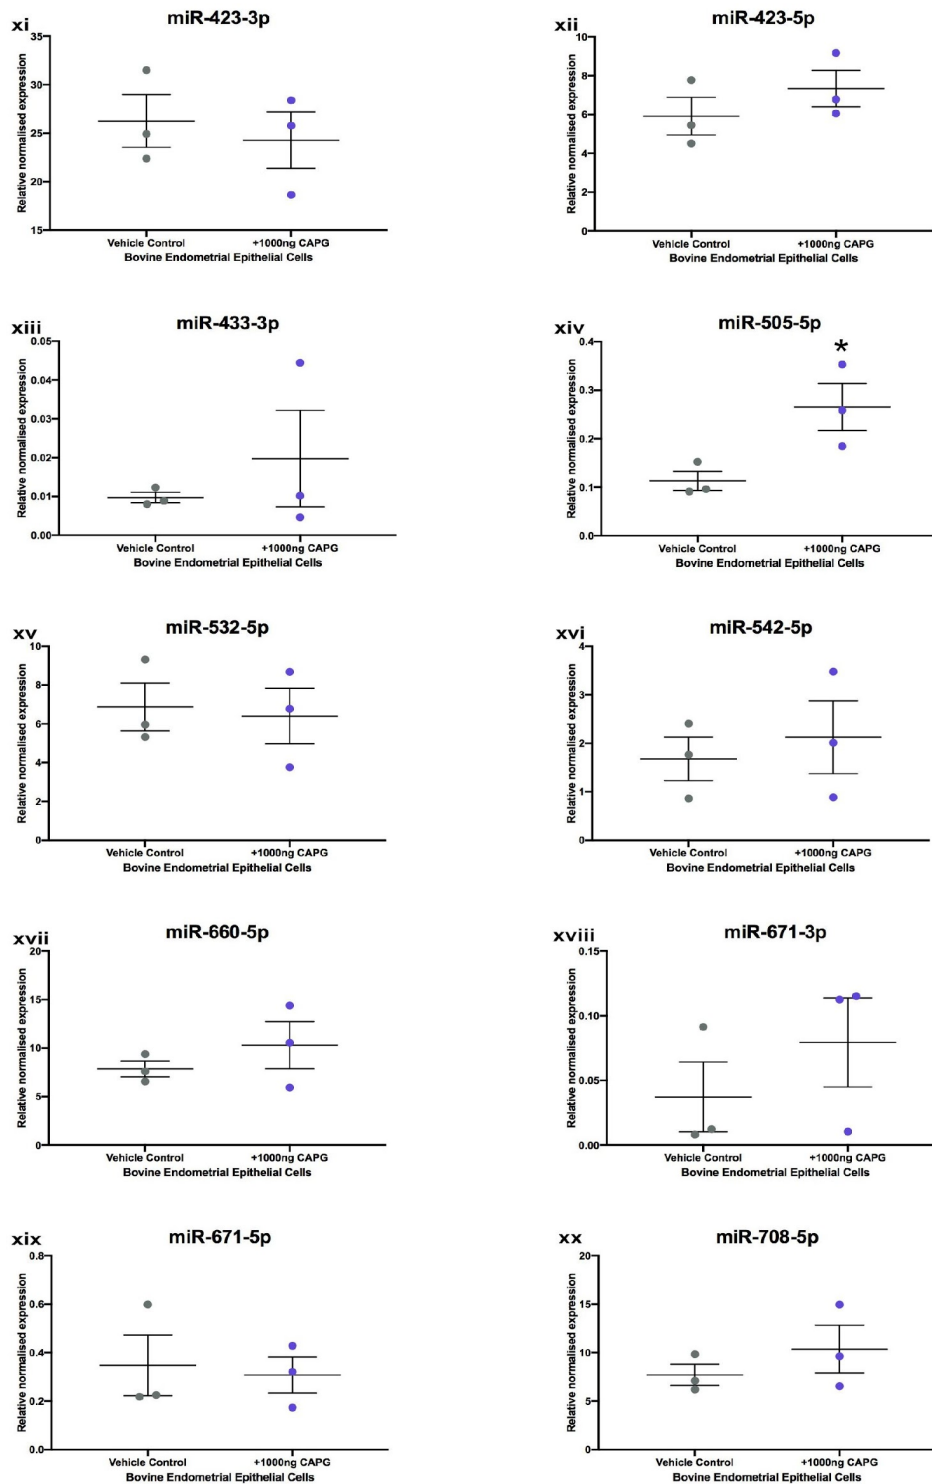 xi
miR-423-3p
Relative normalised expression
35
30
25
20
15
Vehicle Control
+1000ng CAPG
Bovine Endometrial Epithelial Cells
xii
miR-423-5p
Relative normalised expression
10
8
6
4
2
0
Vehicle Control
+1000ng CAPG
Bovine Endometrial Epithelial Cells
xiii
miR-433-3p
Relative normalised expression
0.05
0.04
0.03
0.02
0.01
0.00
Vehicle Control
+1000ng CAPG
Bovine Endometrial Epithelial Cells
xiv
miR-505-5p
Relative normalised expression
0.4
0.3
0.2
0.1
0.0
*
Vehicle Control
+1000ng CAPG
Bovine Endometrial Epithelial Cells
xv
miR-532-5p
Relative normalised expression
10
8
6
4
2
0
Vehicle Control
+1000ng CAPG
Bovine Endometrial Epithelial Cells
xvi
miR-542-5p
Relative normalised expression
4
3
2
1
0
Vehicle Control
+1000ng CAPG
Bovine Endometrial Epithelial Cells
xvii
miR-660-5p
Relative normalised expression
20
15
10
5
0
Vehicle Control
+1000ng CAPG
Bovine Endometrial Epithelial Cells
xviii
miR-671-3p
Relative normalised expression
0.15
0.10
0.05
0.00
Vehicle Control
+1000ng CAPG
Bovine Endometrial Epithelial Cells
xix
miR-671-5p
Relative normalised expression
0.8
0.6
0.4
0.2
0.0
Vehicle Control
+1000ng CAPG
Bovine Endometrial Epithelial Cells
xx
miR-708-5p
Relative normalised expression
20
15
10
5
0
Vehicle Control
+1000ng CAPG
Bovine Endometrial Epithelial Cells